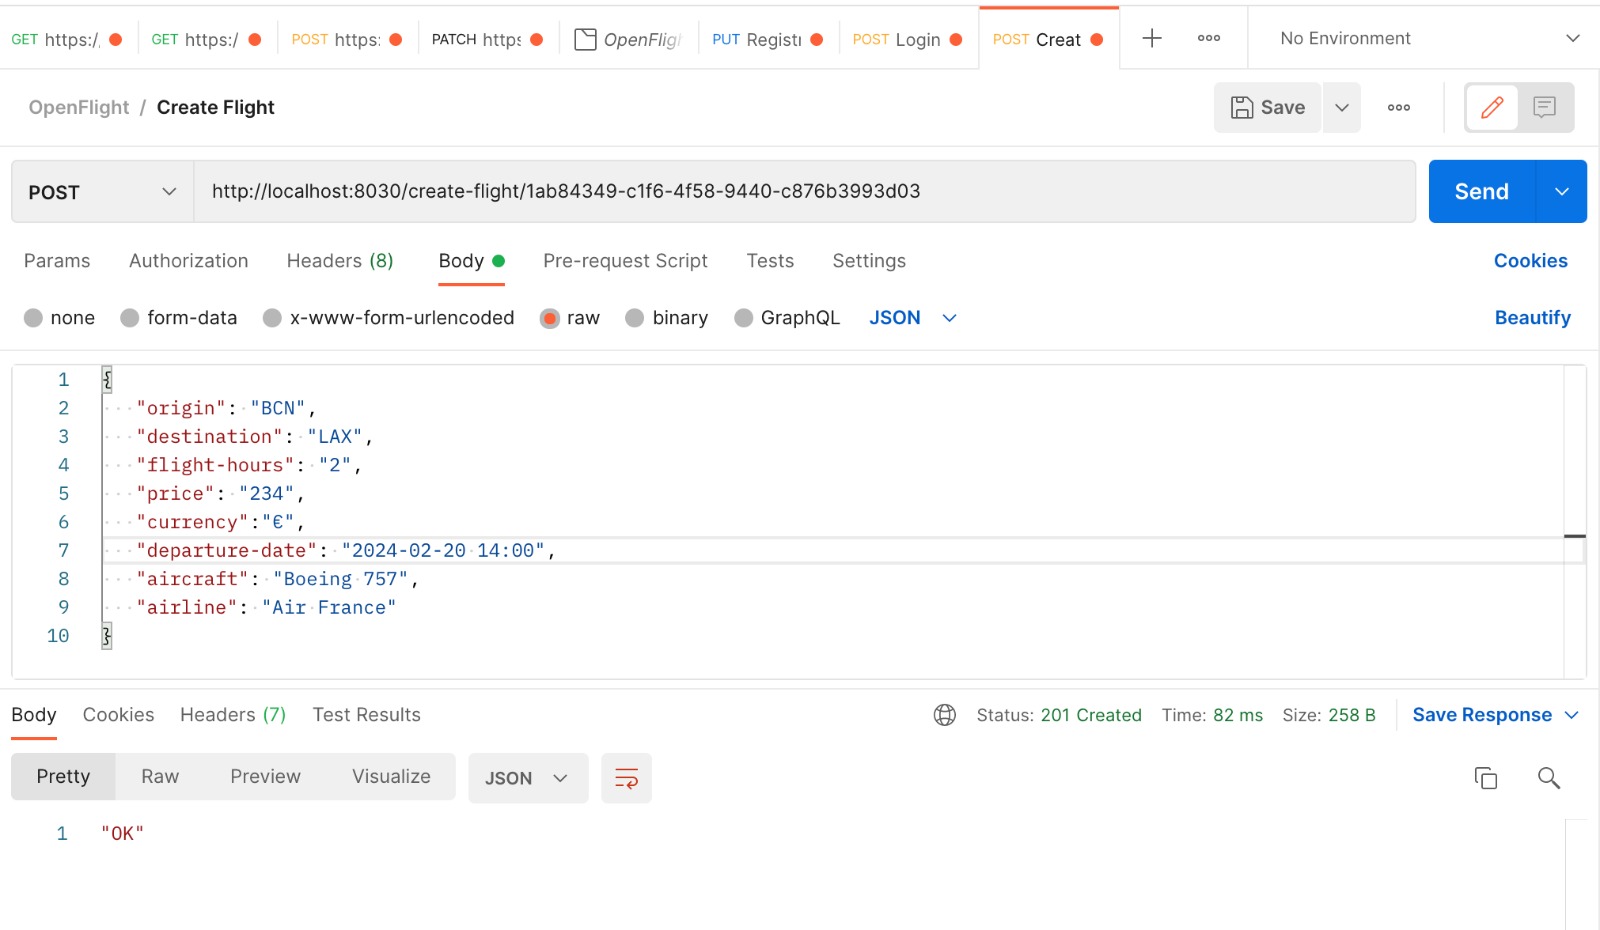 GET https:/, GET https:/ POST https: PATCH https OpenFligh PUT Registr POST Login POST Creat No Environment
OpenFlight / Create Flight Save
POST http://localhost:8030/create-flight/1ab84349-c1f6-4f58-9440-c876b3993d03 Send
Params Authorization Headers (8) Body Pre-request Script Tests Settings Cookies
none form-data x-www-form-urlencoded raw binary GraphQL JSON Beautify
1 {
2 "origin": "BCN",
3 "destination": "LAX",
4 "flight-hours": "2",
5 "price": "234",
6 "currency":"€",
7 "departure-date": "2024-02-20 14:00",
8 "aircraft": "Boeing 757",
9 "airline": "Air France"
10 }
Body Cookies Headers (7) Test Results Status: 201 Created Time: 82 ms Size: 258 B Save Response
Pretty Raw Preview Visualize JSON
1 "OK"